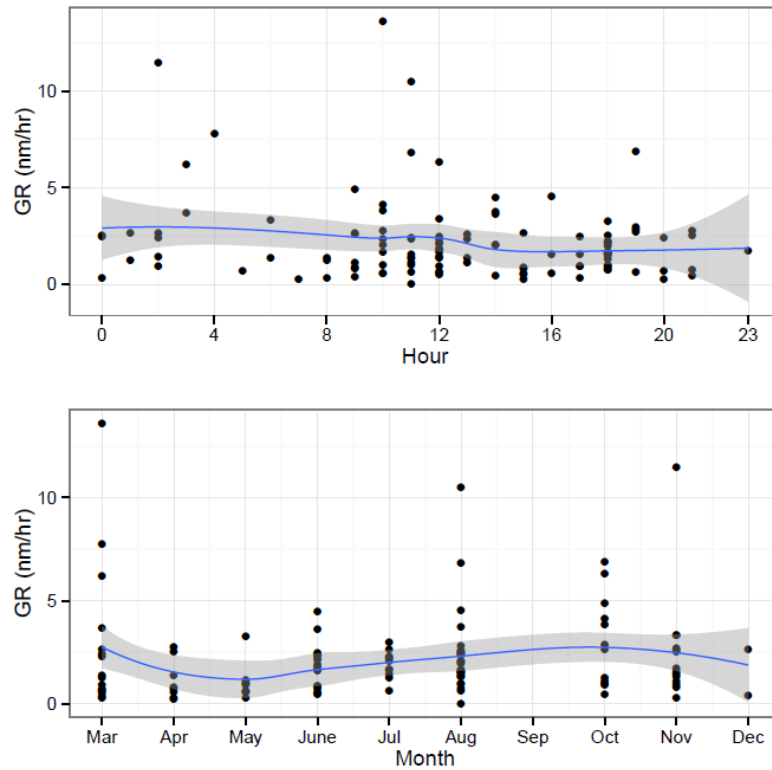 GR (nm/hr)
10
5
0
0 4 8 12 16 20 23
Hour
GR (nm/hr)
10
5
0
Mar Apr May June Jul Aug Sep Oct Nov Dec
Month